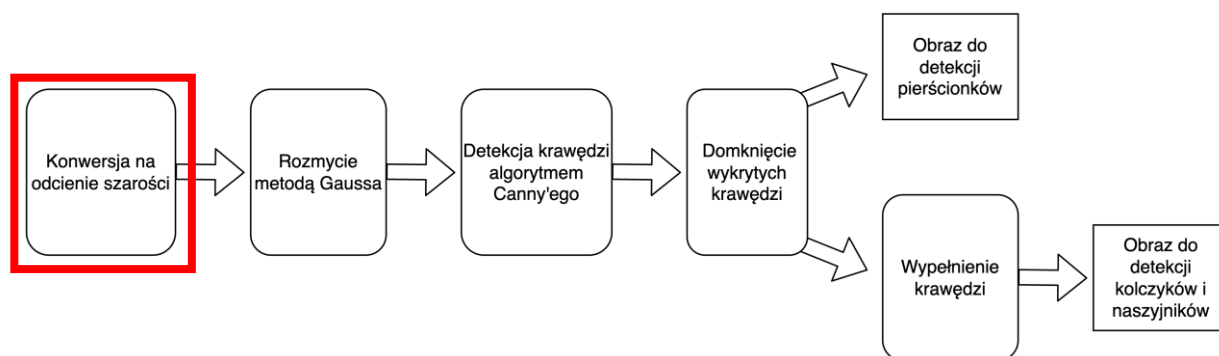 Konwersja na
odcienie szarości
Rozmycie
metodą Gaussa
Detekcja krawędzi
algorytmem
Canny'ego
Domknięcie
wykrytych
krawędzi
Obraz do
detekcji
pierścionków
Wypełnienie
krawędzi
Obraz do
detekcji
kolczyków i
naszyjników